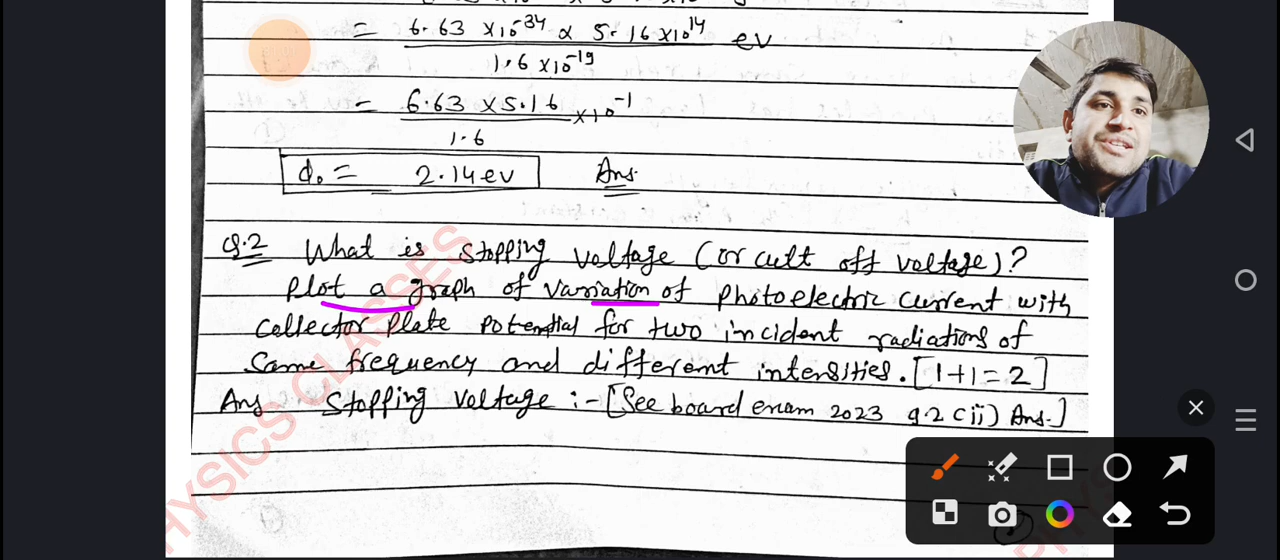 = 6.63 x10^-34 x 5.16 x10^14 ev
1.6 x10^-19
= 6.63 x 5.16 x10^-1
1.6
ϕ₀ = 2.14 ev Ans.
Q.2 What is stopping voltage (or cult off voltage)?
Plot a graph of variation of Photoelectric current with
Collector Plate Potential for two incident radiations of
Same frequency and different intensities. [1+1=2]
Ans Stopping voltage :- [See board exam 2023 q.2 c ii) Ans.]
PHYSICS CLASSES